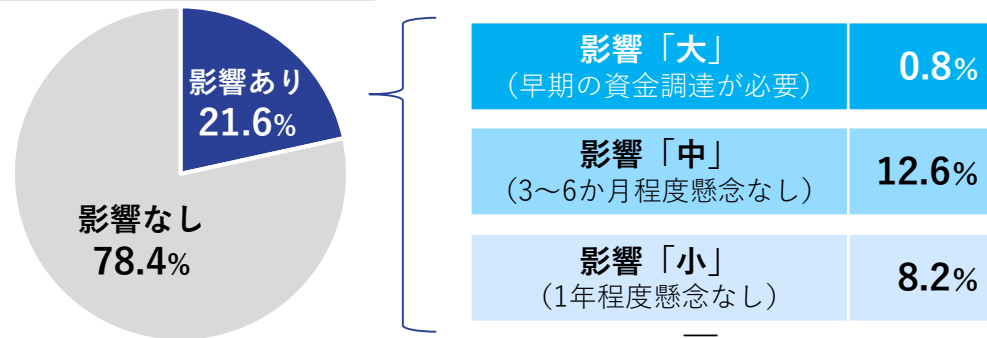 影響あり
21.6%
影響なし
78.4%
影響「大」
（早期の資金調達が必要）
0.8%
影響「中」
（3～6か月程度懸念なし）
12.6%
影響「小」
（1年程度懸念なし）
8.2%